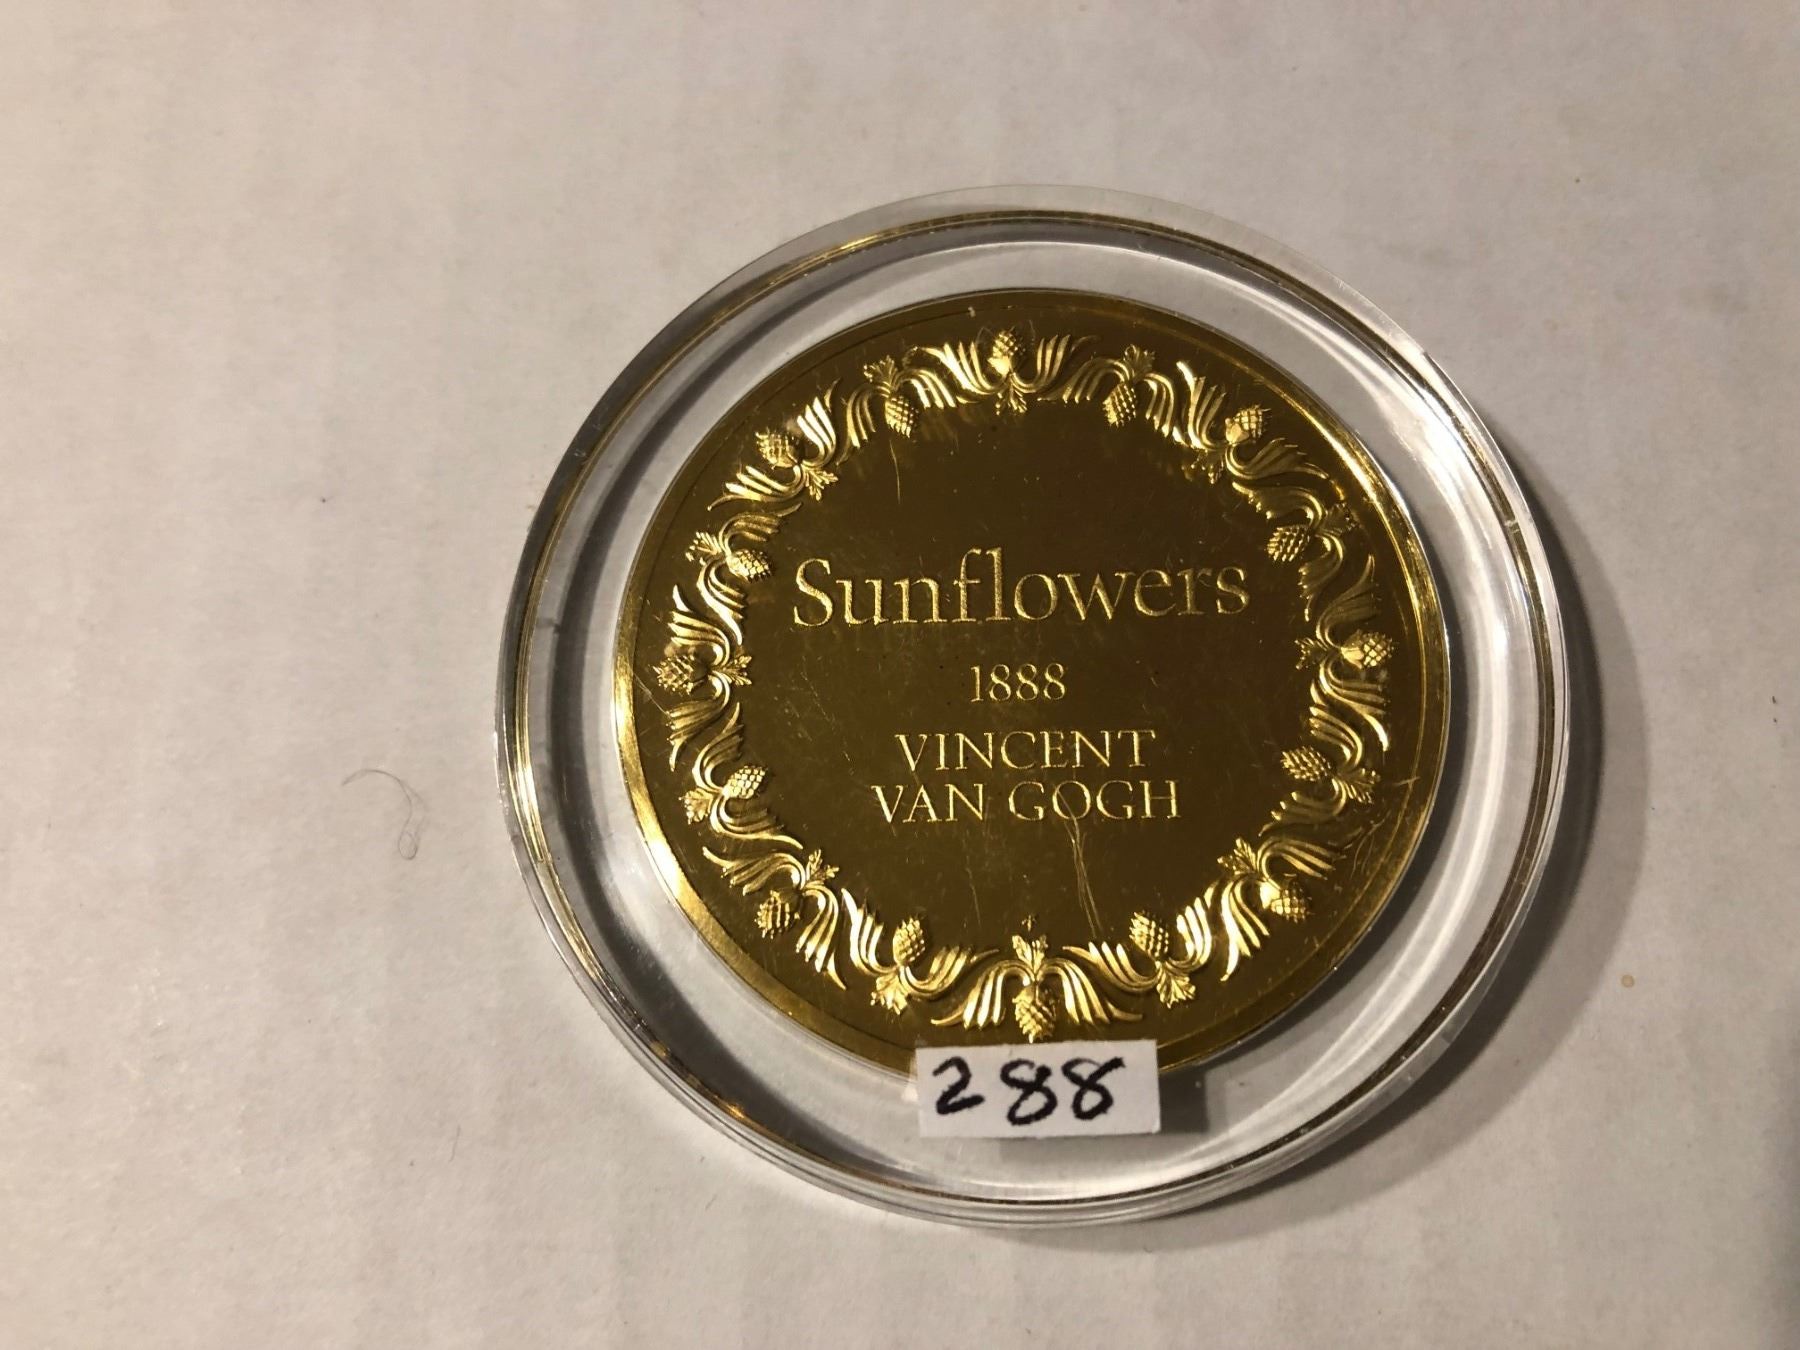 Sunflowers
1888
VINCENT
VAN GOGH
288